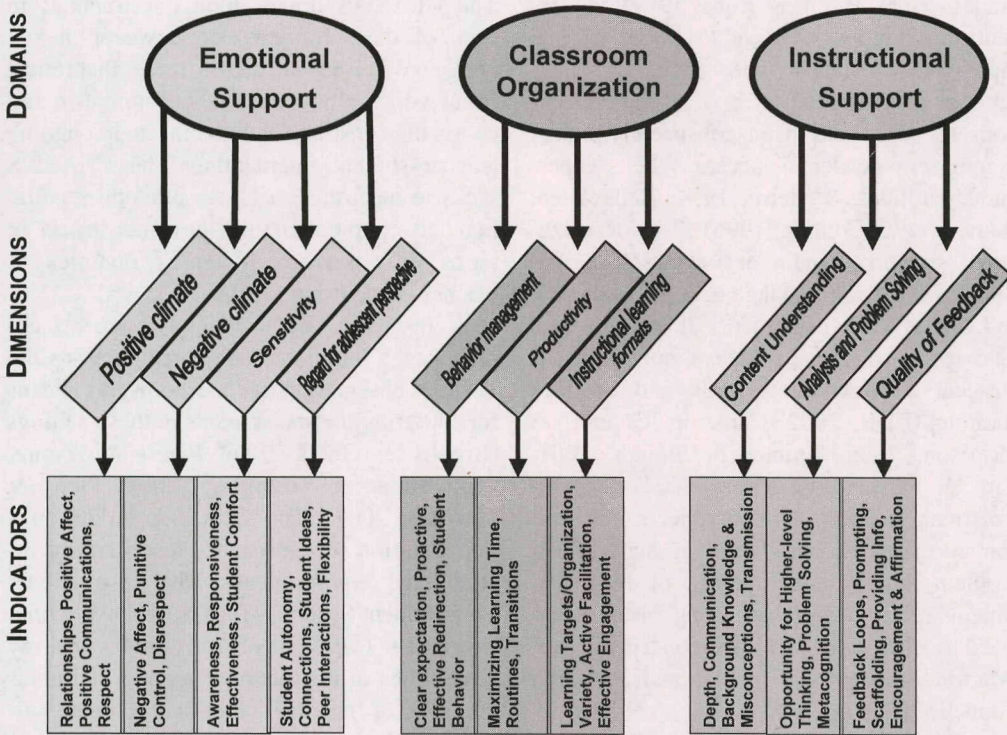 DOMAINS
Emotional
Support
Classroom
Organization
Instructional
Support
DIMENSIONS
Positive climate
Negative climate
Sensitivity
Regard for adolescent perspective
Behavior management
Productivity
Instructional learning
formats
Content Understanding
Analysis and Problem Solving
Quality of Feedback
INDICATORS
Relationships, Positive Affect,
Positive Communications,
Respect
Negative Affect, Punitive
Control, Disrespect
Awareness, Responsiveness,
Effectiveness, Student Comfort
Student Autonomy,
Connections, Student Ideas,
Peer Interactions, Flexibility
Clear expectation, Proactive,
Effective Redirection, Student
Behavior
Maximizing Learning Time,
Routines, Transitions
Learning Targets/Organization,
Variety, Active Facilitation,
Effective Engagement
Depth Communication,
Background Knowledge &
Misconceptions, Transmission
Opportunity for Higher-level
Thinking, Problem Solving,
Metacognition
Feedback Loops, Prompting,
Scaffolding, Providing Info,
Encouragement & Affirmation